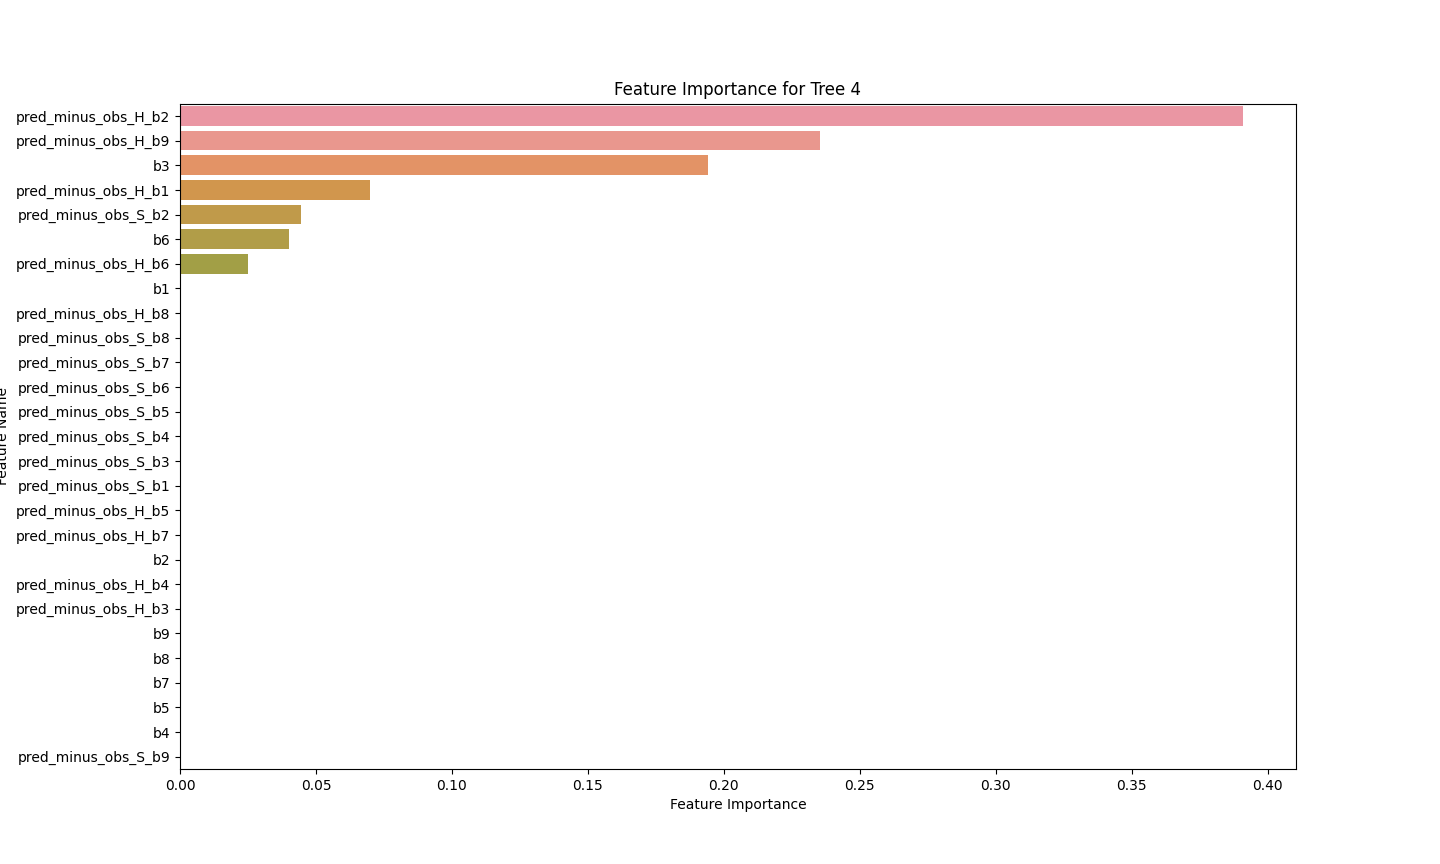 Feature Importance for Tree 4
pred_minus_obs_H_b2
pred_minus_obs_H_b9
b3
pred_minus_obs_H_b1
pred_minus_obs_S_b2
b6
pred_minus_obs_H_b6
b1
pred_minus_obs_H_b8
pred_minus_obs_S_b8
pred_minus_obs_S_b7
pred_minus_obs_S_b6
pred_minus_obs_S_b5
pred_minus_obs_S_b4
pred_minus_obs_S_b3
pred_minus_obs_S_b1
pred_minus_obs_H_b5
pred_minus_obs_H_b7
b2
pred_minus_obs_H_b4
pred_minus_obs_H_b3
b9
b8
b7
b5
b4
pred_minus_obs_S_b9
Feature Name
0.00 0.05 0.10 0.15 0.20 0.25 0.30 0.35 0.40
Feature Importance